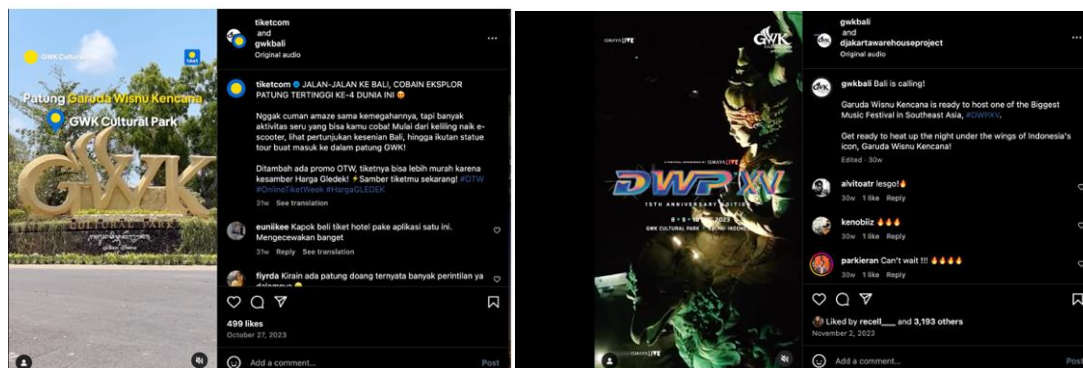 GWK Cultural Park
tiket
Patung Garuda Wisnu Kencana
GWK Cultural Park
GWK
CULTURAL PARK
tiketcom
and
gwkbali
Original audio
tiketcom JALAN-JALAN KE BALI, COBAIN EKSPLOR
PATUNG TERTINGGI KE-4 DUNIA INI 🤩
Nggak cuman amaze sama kemegahannya, tapi banyak
aktivitas seru yang bisa kamu coba! Mulai dari keliling naik e-
scooter, lihat pertunjukan kesenian Bali, hingga ikutan statue
tour buat masuk ke dalam patung GWK!
Ditambah ada promo OTW, tiketnya bisa lebih murah karena
kesamber Harga Gledek! ⚡Samber tiketmu sekarang! #OTW
#OnlineTiketWeek #HargaGLEDEK
31w See translation
euniikee Kapok beli tiket hotel pake aplikasi satu ini.
Mengecewakan banget
31w Reply See translation
fiyrda Kirain ada patung doang ternyata banyak perintilan ya
dalemnya
499 likes
October 27, 2023
Add a comment... Post
ISMAYA LIVE
GWK
DWP XV
15TH ANNIVERSARY EDITION
GWK CULTURAL PARK
ISMAYA LIVE
gwkbali
and
djakartawarehouseproject
Original audio
gwkbali Bali is calling!
Garuda Wisnu Kencana is ready to host one of the Biggest
Music Festival in Southeast Asia, #DWPXV.
Get ready to heat up the night under the wings of Indonesia's
icon, Garuda Wisnu Kencana!
Edited · 30w
aivitoatr lesgo!🔥
30w 1 like Reply
kenobiiz 🔥🔥🔥
30w 1 like Reply
parkieran Can't wait !!! 🔥🔥🔥🔥
30w 1 like Reply
Liked by recell___ and 3,193 others
November 2, 2023
Add a comment... Post